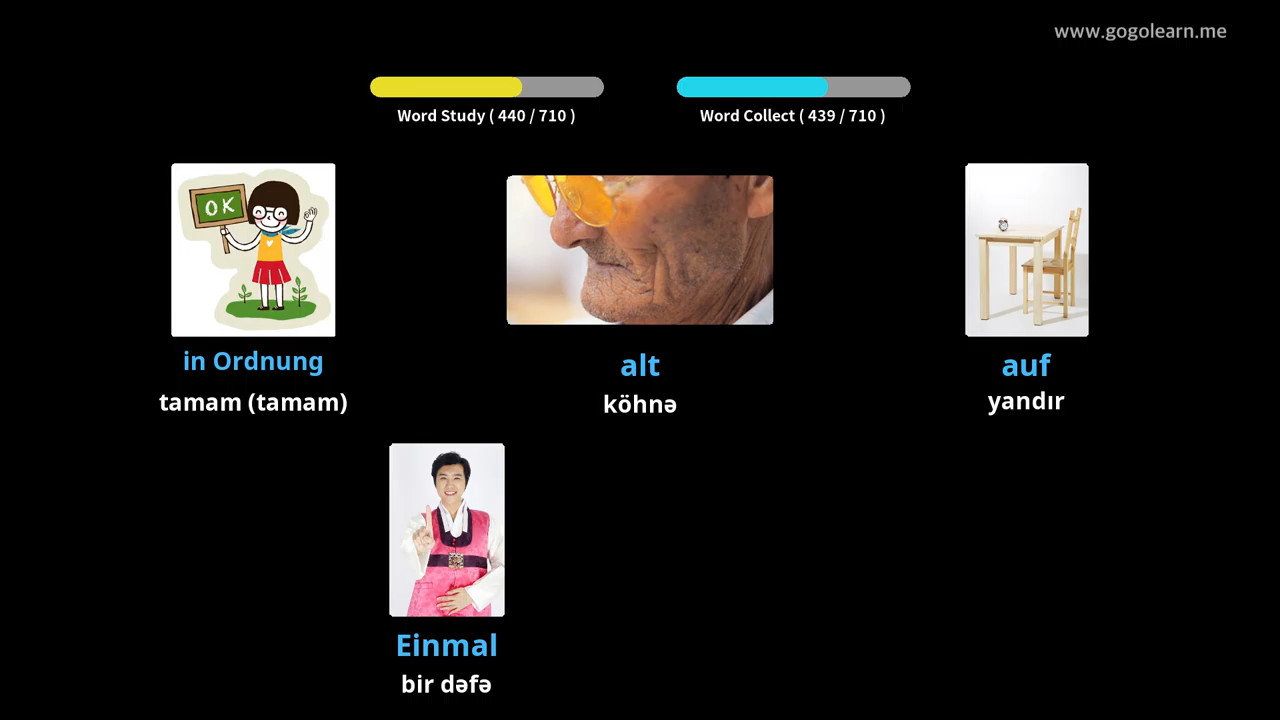 www.gogolearn.me
Word Study ( 440 / 710 )
Word Collect ( 439 / 710 )
OK
in Ordnung
tamam (tamam)
alt
köhnə
auf
yandır
Einmal
bir dəfə